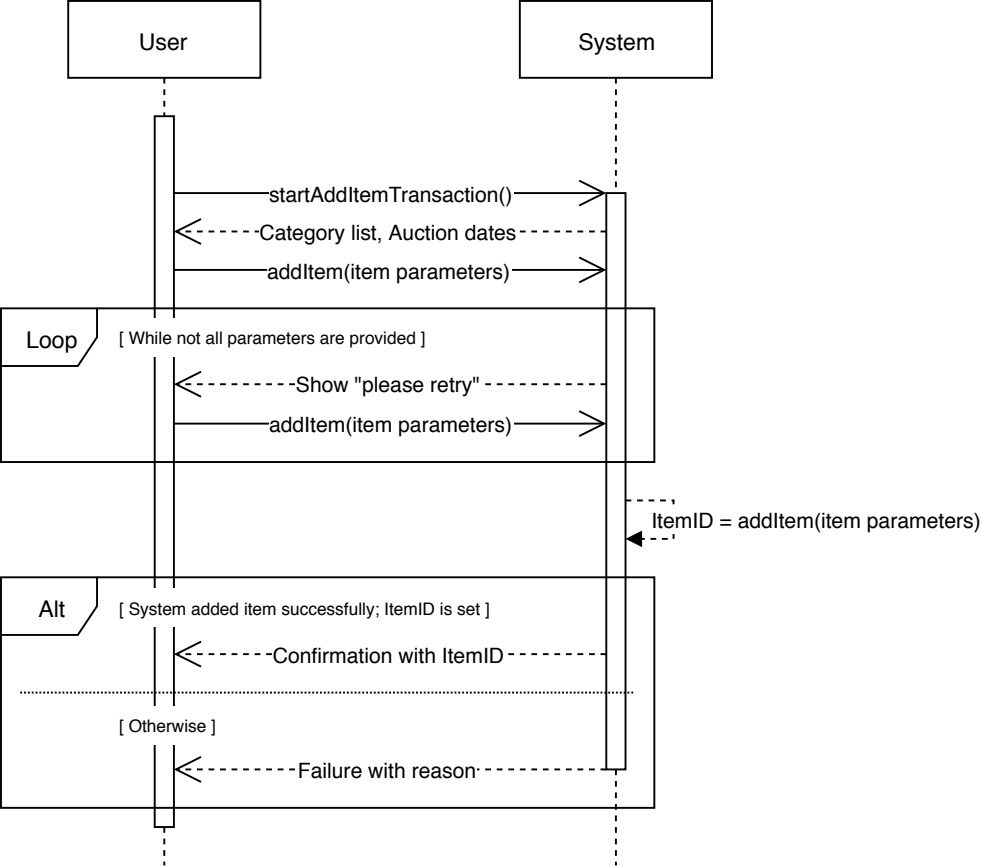 User
System
startAddItemTransaction()
Category list, Auction dates
addItem(item parameters)
Loop
[ While not all parameters are provided ]
Show "please retry"
addItem(item parameters)
ItemID = addItem(item parameters)
Alt
[ System added item successfully; ItemID is set ]
Confirmation with ItemID
[ Otherwise ]
Failure with reason